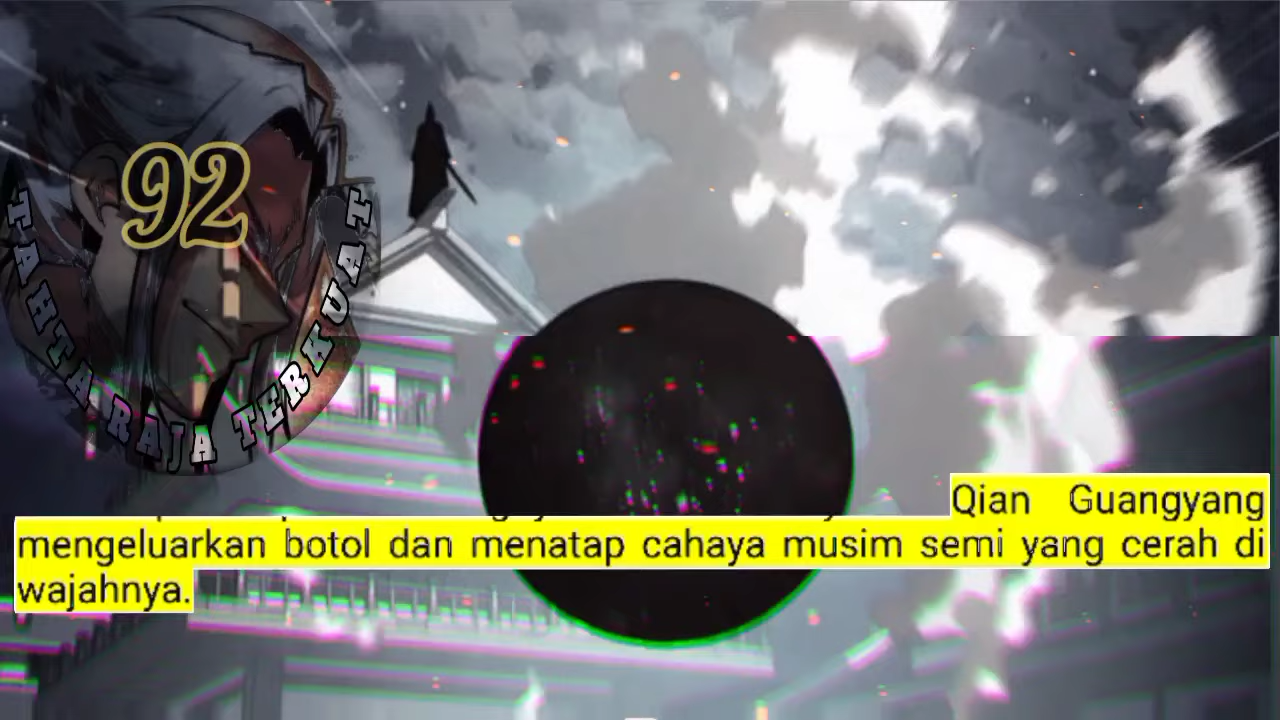 92
TAHTA RAJA TERKUAT
Qian Guangyang
mengeluarkan botol dan menatap cahaya musim semi yang cerah di
wajahnya.